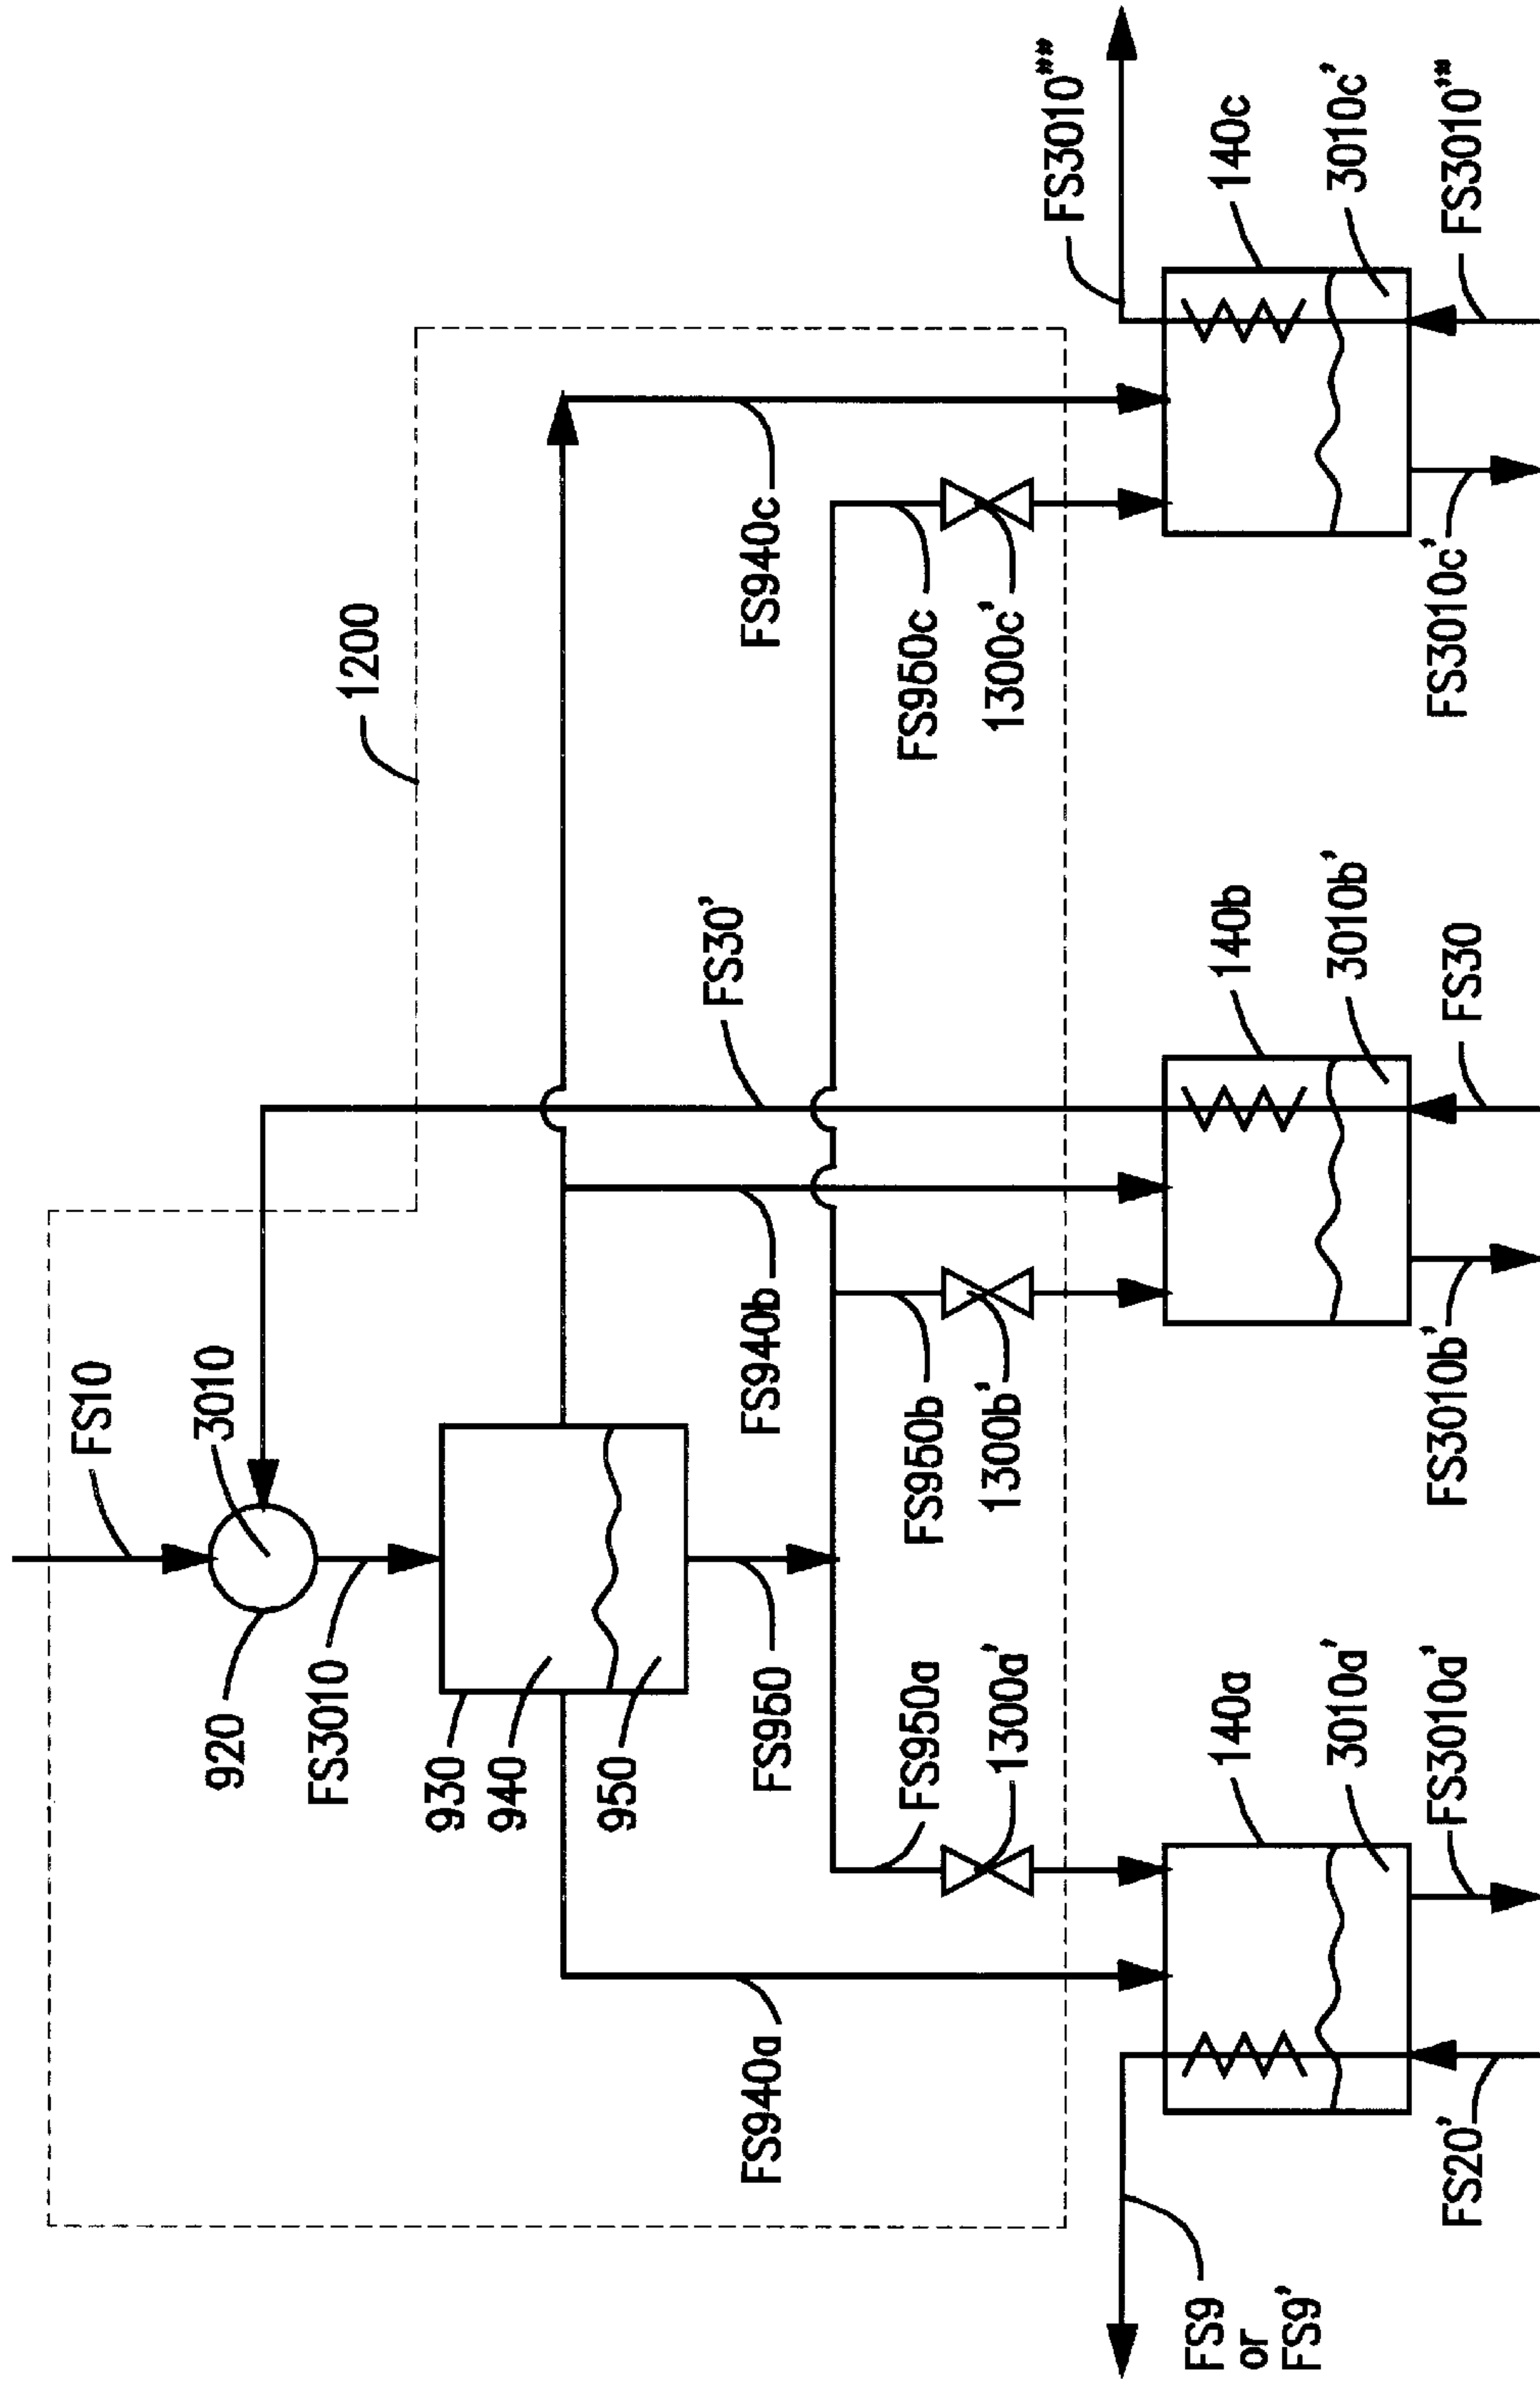 FS10
3010
920
FS3010
1200
930
940
950
FS950
FS30'
FS940a
FS940b
FS940c
FS950a
FS950b
FS950c
1300a'
1300b'
1300c'
FS3010""
FS9
or
FS9'
140a
140b
140c
3010a'
3010b'
3010c'
FS20'
FS3010a'
FS3010b'
FS30
FS3010c'
FS3010'"